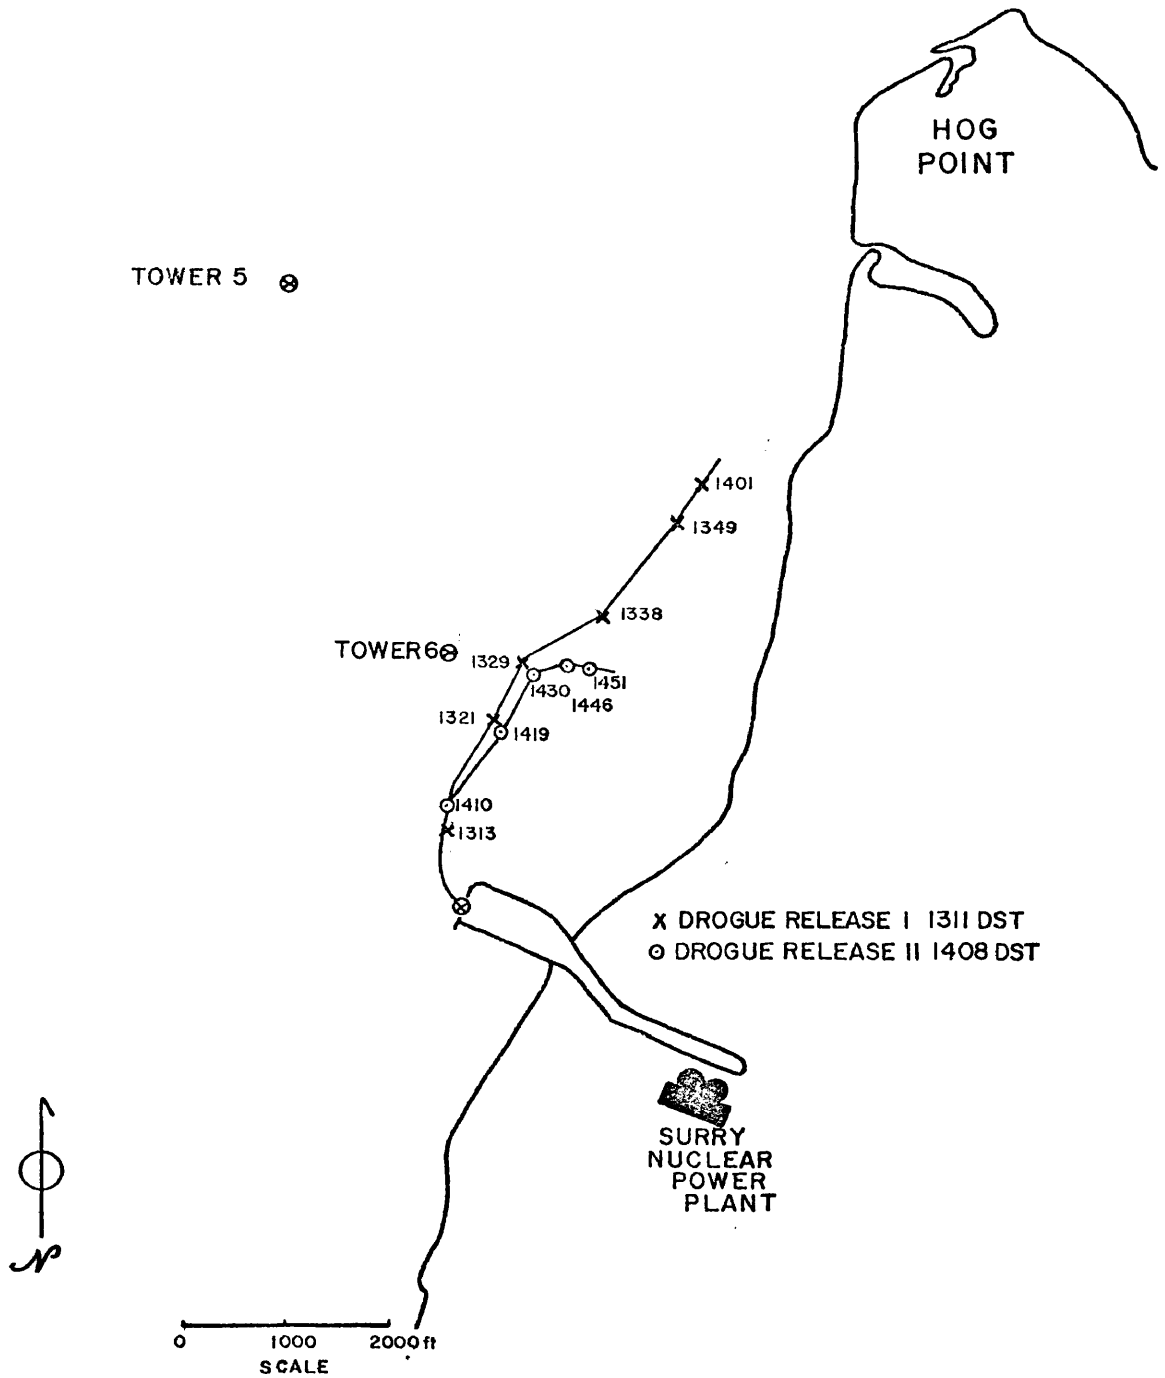 HOG
POINT
TOWER 5
1401
1349
1338
TOWER 6
1329
1430
1451
1446
1321
1419
1410
1313
X DROGUE RELEASE I 1311 DST
⊙ DROGUE RELEASE II 1408 DST
SURRY
NUCLEAR
POWER
PLANT
N
0 1000 2000 ft
SCALE